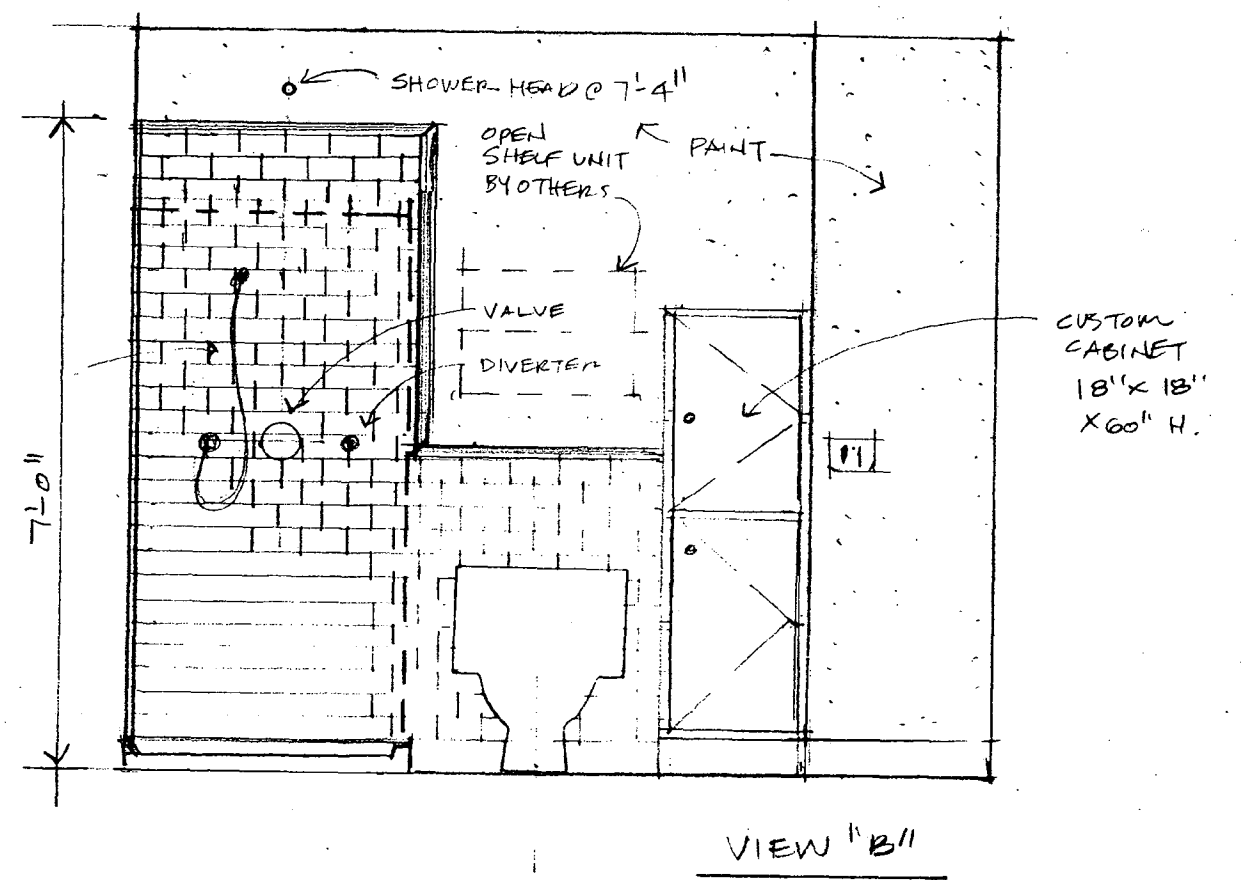 SHOWER HEAD @ 7'-4"
OPEN
SHELF UNIT
BY OTHERS
PAINT
VALVE
DIVERTER
CUSTOM
CABINET
18" x 18"
x 60" H.
7'-0"
VIEW "B"